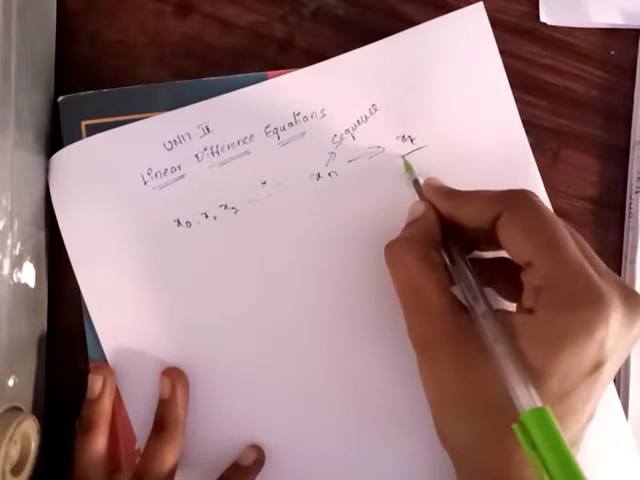 UNIT II
Linear Difference Equations
Sequence
x₀, x₁, x₂ ...... xₙ